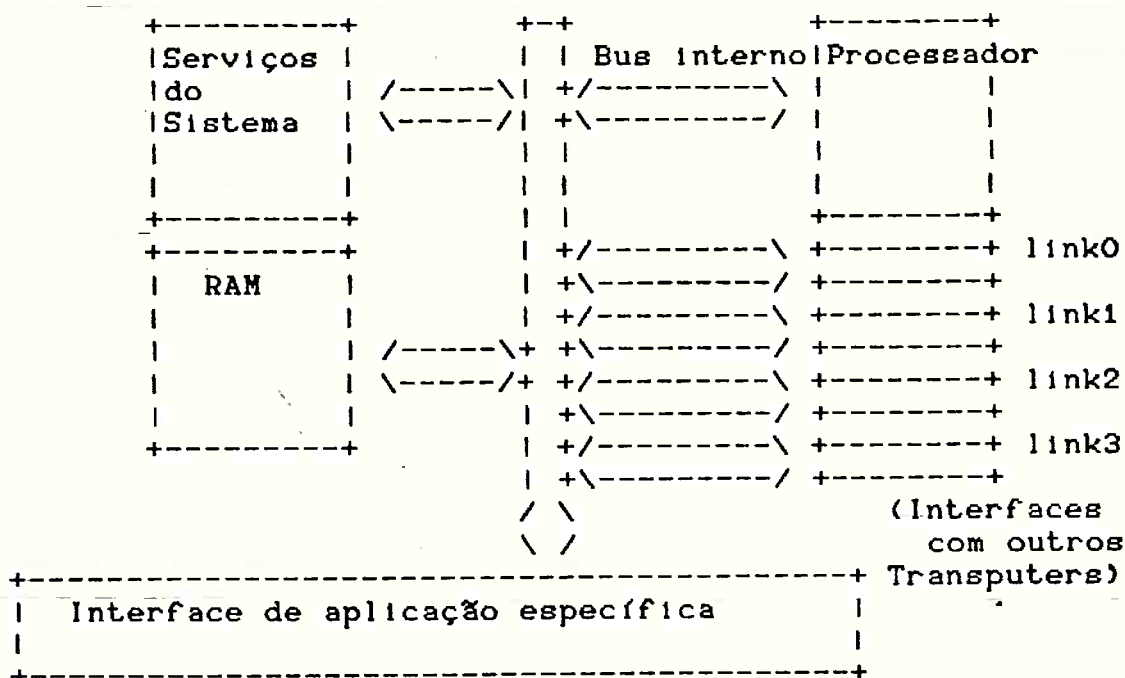 Serviços
do
Sistema
Bus interno
Processador
RAM
link0
link1
link2
link3
(Interfaces
com outros
Transputers)
Interface de aplicação específica